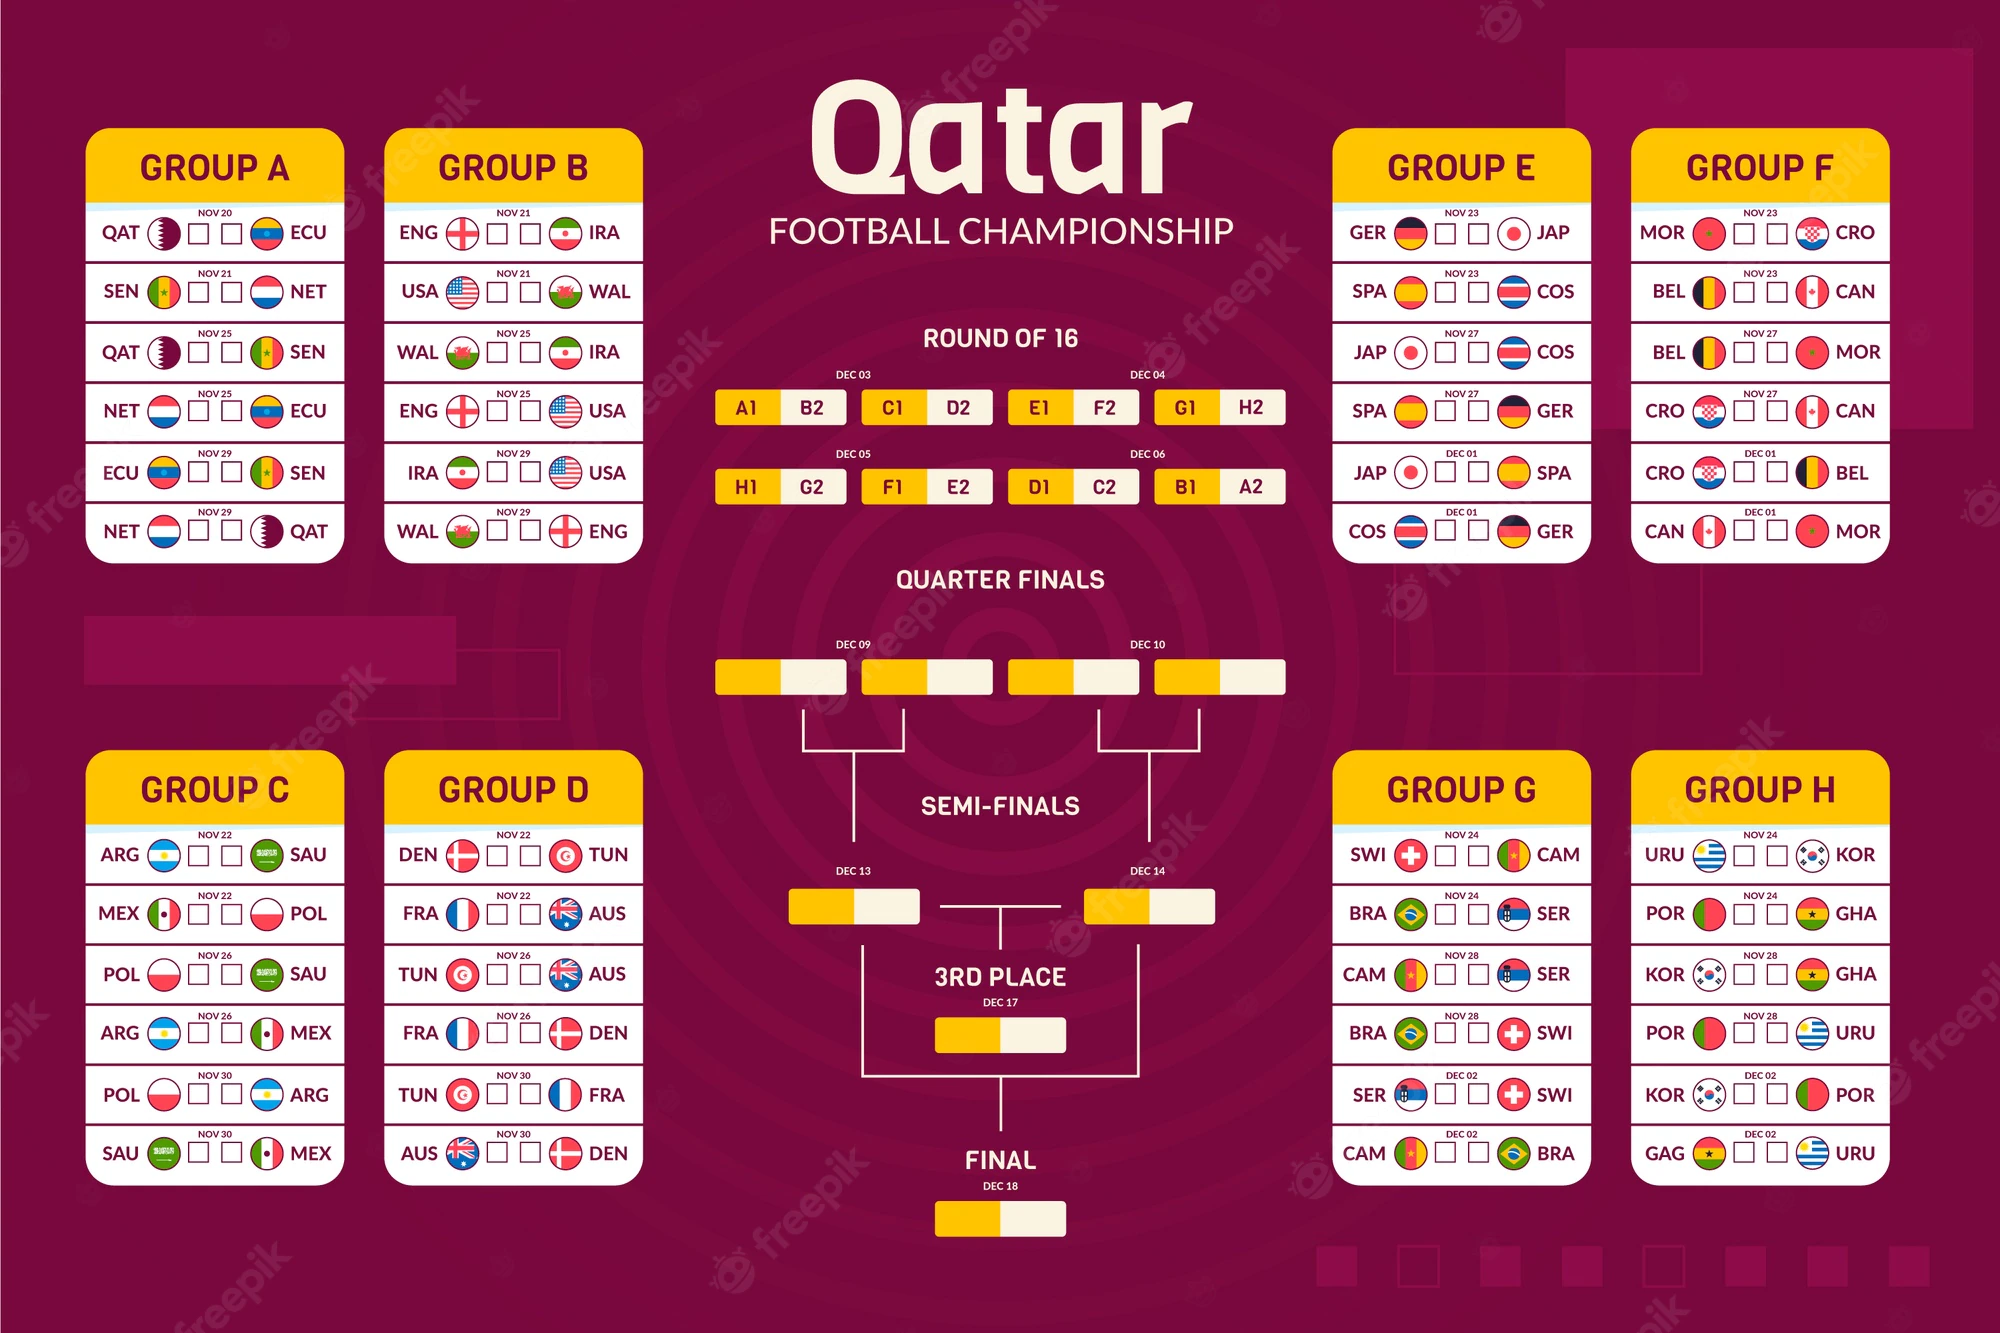 Qatar
FOOTBALL CHAMPIONSHIP
GROUP A
NOV 20
QAT ECU
NOV 21
SEN NET
NOV 25
QAT SEN
NOV 25
NET ECU
NOV 29
ECU SEN
NOV 29
NET QAT
GROUP B
NOV 21
ENG IRA
NOV 21
USA WAL
NOV 25
WAL IRA
NOV 25
ENG USA
NOV 29
IRA USA
NOV 29
WAL ENG
GROUP C
NOV 22
ARG SAU
NOV 22
MEX POL
NOV 26
POL SAU
NOV 26
ARG MEX
NOV 30
POL ARG
NOV 30
SAU MEX
GROUP D
NOV 22
DEN TUN
NOV 22
FRA AUS
NOV 26
TUN AUS
NOV 26
FRA DEN
NOV 30
TUN FRA
NOV 30
AUS DEN
ROUND OF 16
DEC 03 DEC 04
A1 B2 C1 D2 E1 F2 G1 H2
DEC 05 DEC 06
H1 G2 F1 E2 D1 C2 B1 A2
QUARTER FINALS
DEC 09 DEC 10
SEMI-FINALS
DEC 13 DEC 14
3RD PLACE
DEC 17
FINAL
DEC 18
GROUP E
NOV 23
GER JAP
NOV 23
SPA COS
NOV 27
JAP COS
NOV 27
SPA GER
DEC 01
JAP SPA
DEC 01
COS GER
GROUP F
NOV 23
MOR CRO
NOV 23
BEL CAN
NOV 27
BEL MOR
NOV 27
CRO CAN
DEC 01
CRO BEL
DEC 01
CAN MOR
GROUP G
NOV 24
SWI CAM
NOV 24
BRA SER
NOV 28
CAM SER
NOV 28
BRA SWI
DEC 02
SER SWI
DEC 02
CAM BRA
GROUP H
NOV 24
URU KOR
NOV 24
POR GHA
NOV 28
KOR GHA
NOV 28
POR URU
DEC 02
KOR POR
DEC 02
GAG URU
freepik